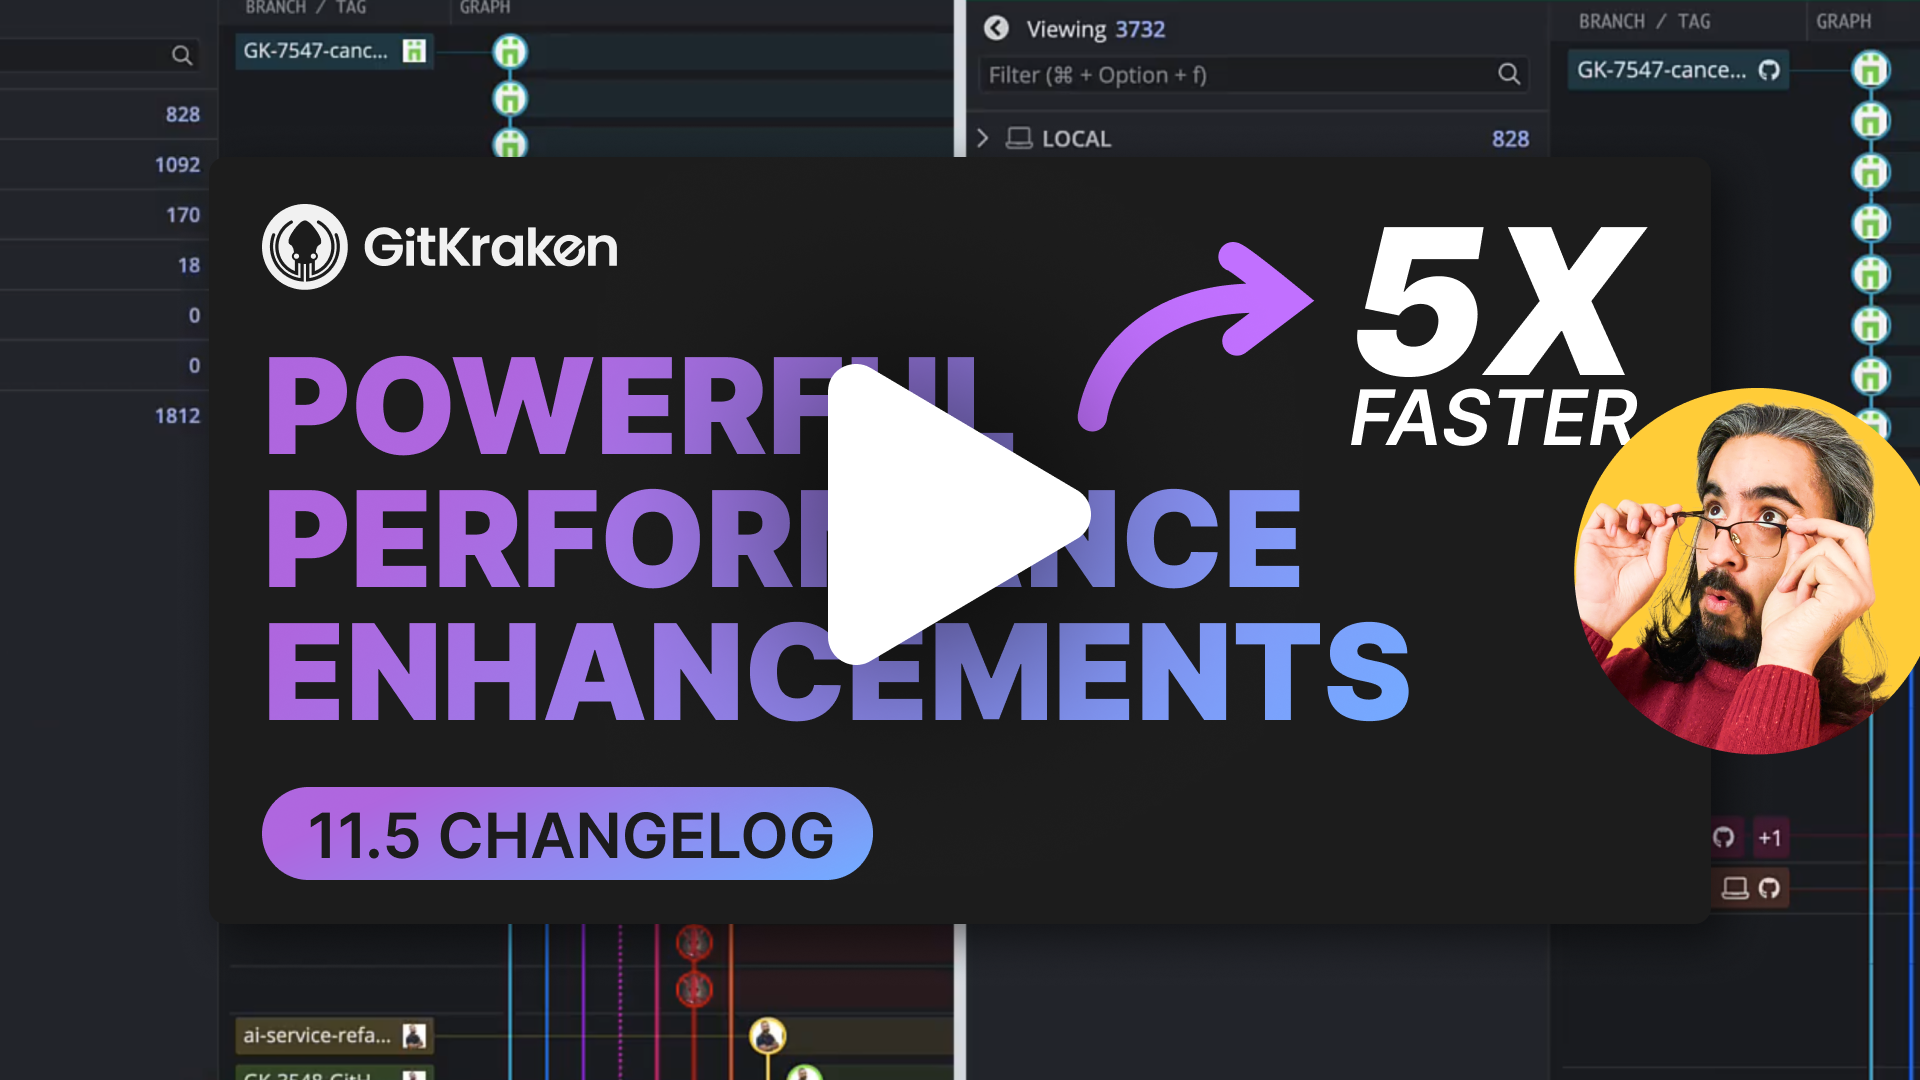 BRANCH / TAG
GRAPH
GK-7547-canc...
828
1092
170
18
0
0
1812
Viewing 3732
Filter (⌘ + Option + f)
LOCAL
828
BRANCH / TAG
GRAPH
GK-7547-cance...
GitKraken
5X
FASTER
POWERFUL
ENHANCEMENTS
11.5 CHANGELOG
+1
ai-service-refa...